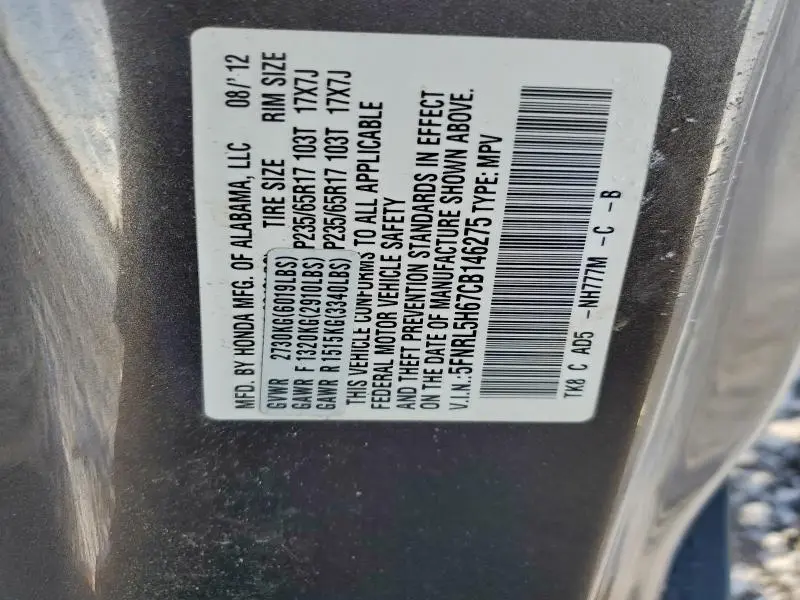 MFD. BY HONDA MFG. OF ALABAMA, LLC 08/'12
TIRE SIZE RIM SIZE
GVWR 2730KG(6019LBS)
GAWR F 1320KG(2910LBS) P235/65R17 103T 17X7J
GAWR R 1515KG(3340LBS) P235/65R17 103T 17X7J
THIS VEHICLE CONFORMS TO ALL APPLICABLE
FEDERAL MOTOR VEHICLE SAFETY
AND THEFT PREVENTION STANDARDS IN EFFECT
ON THE DATE OF MANUFACTURE SHOWN ABOVE.
V.I.N.:5FNRL5H67CB146275 TYPE: MPV
TK8 C AD5 -NH777M -C -B